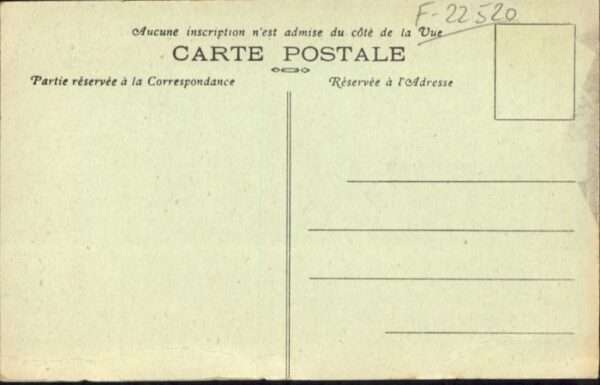 F-22520
Aucune inscription n'est admise du côté de la Vue
CARTE POSTALE
Partie réservée à la Correspondance
Réservée à l'Adresse